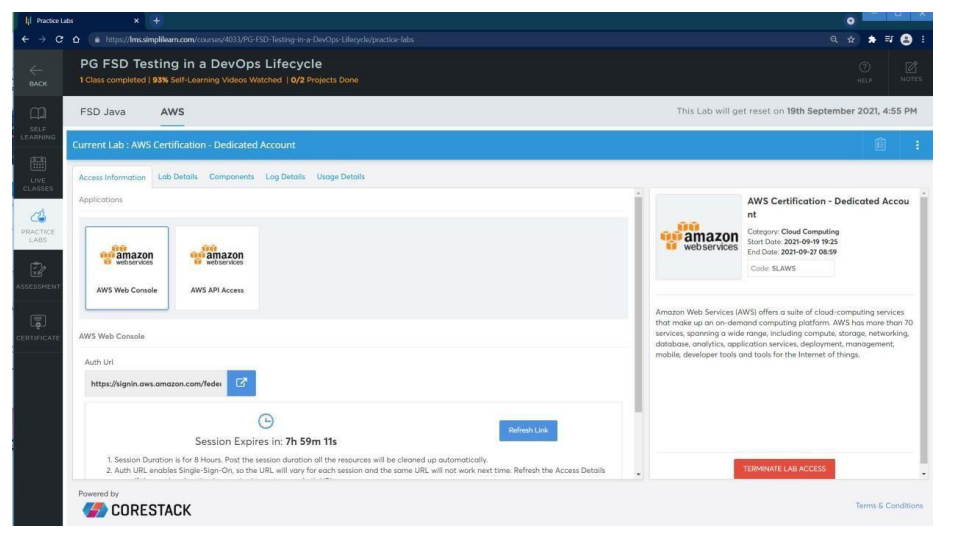 Practice Labs
https://lms.simplilearn.com/courses/4033/PG-FSD-Testing-in-a-DevOps-Lifecycle/practice-labs
BACK
PG FSD Testing in a DevOps Lifecycle
1 Class completed | 93% Self-Learning Videos Watched | 0/2 Projects Done
HELP
NOTES
SELF LEARNING
LIVE CLASSES
PRACTICE LABS
ASSESSMENT
CERTIFICATE
FSD Java AWS
This Lab will get reset on 19th September 2021, 4:55 PM
Current Lab : AWS Certification - Dedicated Account
Access Information Lab Details Components Log Details Usage Details
Applications
amazon
webservices
AWS Web Console
amazon
webservices
AWS API Access
AWS Web Console
Auth Url
https://signin.aws.amazon.com/feder
Session Expires in: 7h 59m 11s
Refresh Link
1. Session Duration is for 8 Hours. Post the session duration all the resources will be cleaned up automatically.
2. Auth URL enables Single-Sign-On, so the URL will vary for each session and the same URL will not work next time. Refresh the Access Details
amazon
webservices
AWS Certification - Dedicated Accou
nt
Category: Cloud Computing
Start Date: 2021-09-19 19:25
End Date: 2021-09-27 08:59
Code: SLAWS
Amazon Web Services (AWS) offers a suite of cloud-computing services
that make up an on-demand computing platform. AWS has more than 70
services, spanning a wide range, including compute, storage, networking,
database, analytics, application services, deployment, management,
mobile, developer tools and tools for the Internet of things.
TERMINATE LAB ACCESS
Powered by
CORESTACK
Terms & Conditions